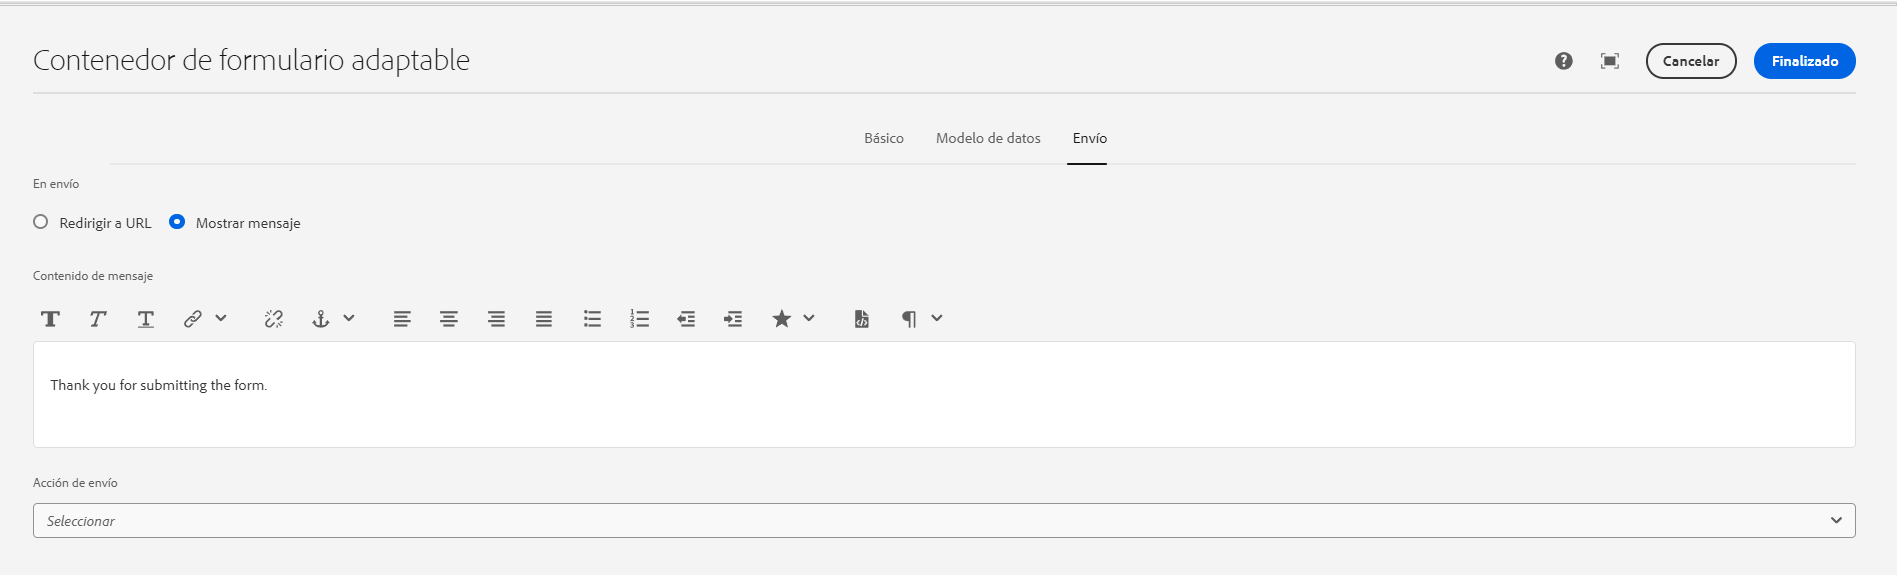 Contenedor de formulario adaptable
Cancelar
Finalizado
Básico
Modelo de datos
Envío
En envío
Redirigir a URL
Mostrar mensaje
Contenido de mensaje
Thank you for submitting the form.
Acción de envío
Seleccionar